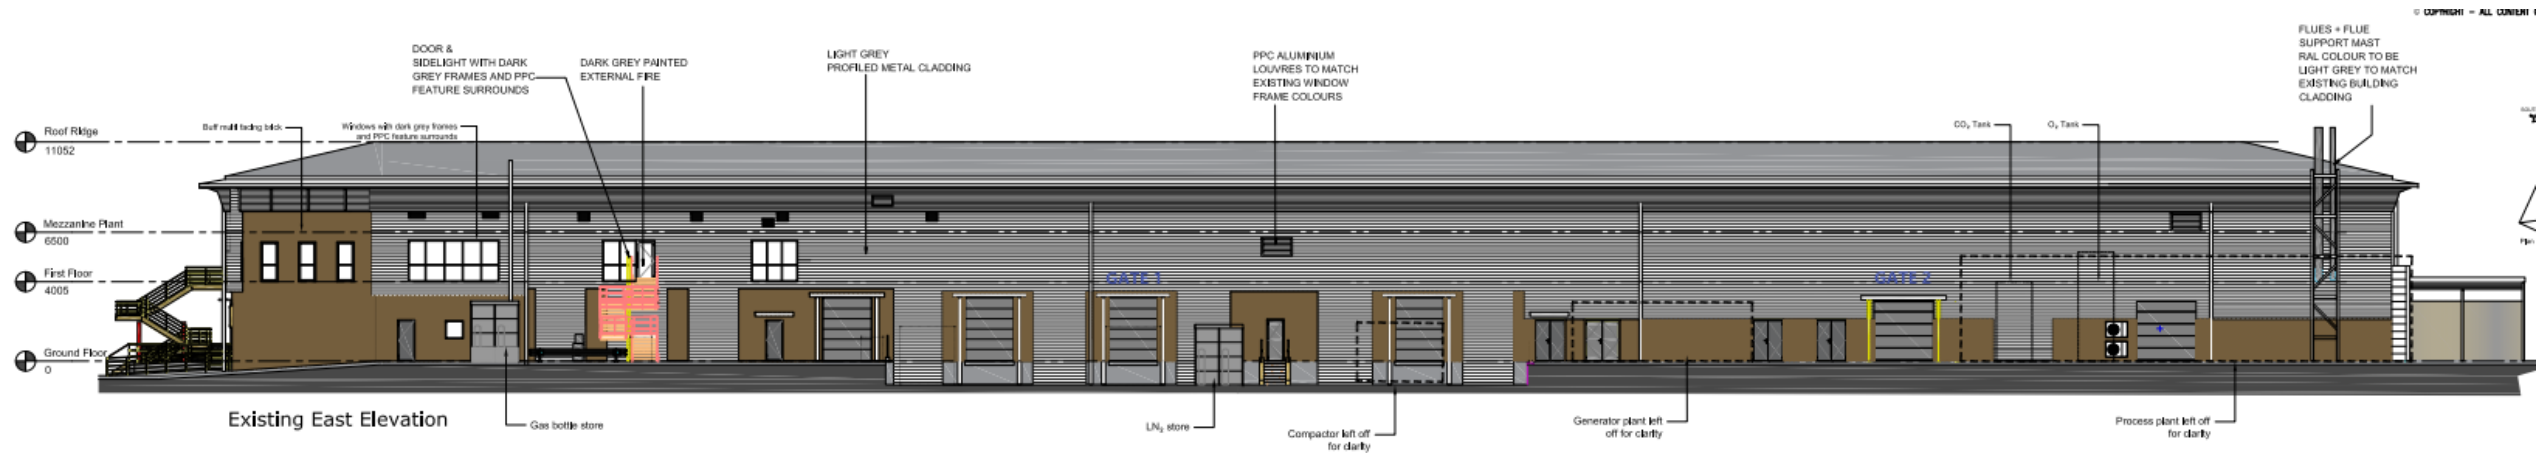 © COPYRIGHT - ALL CONTENT
DOOR &
SIDELIGHT WITH DARK
GREY FRAMES AND PPC
FEATURE SURROUNDS
DARK GREY PAINTED
EXTERNAL FIRE
LIGHT GREY
PROFILED METAL CLADDING
PPC ALUMINIUM
LOUVRES TO MATCH
EXISTING WINDOW
FRAME COLOURS
FLUES + FLUE
SUPPORT MAST
RAL COLOUR TO BE
LIGHT GREY TO MATCH
EXISTING BUILDING
CLADDING
Roof Ridge
11052
Buff multi facing brick
Windows with dark grey frames
and PPC feature surrounds
CO₂ Tank
O₂ Tank
Mezzanine Plant
6500
First Floor
4005
GATE 1
GATE 2
Ground Floor
0
Existing East Elevation
Gas bottle store
LN₂ store
Compactor left off
for clarity
Generator plant left
off for clarity
Process plant left off
for clarity
Plan